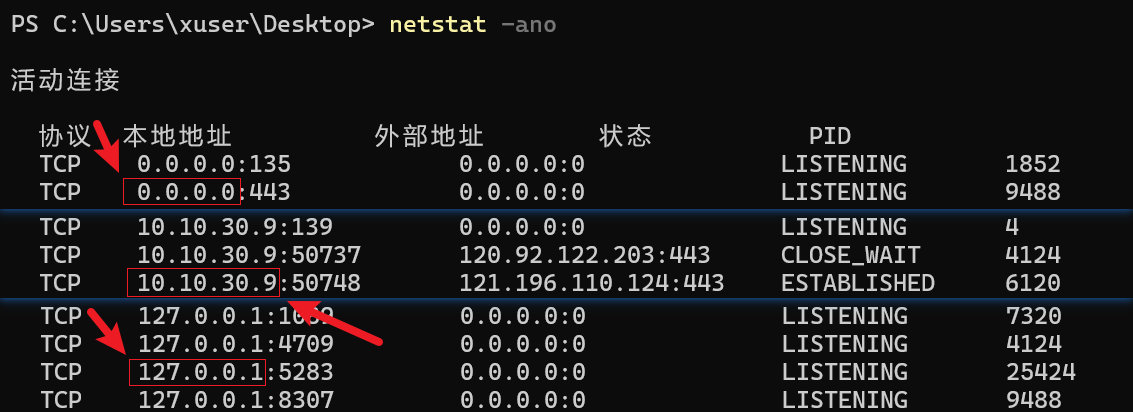 PS C:\Users\xuser\Desktop> netstat -ano
活动连接
协议 本地地址 外部地址 状态 PID
TCP 0.0.0.0:135 0.0.0.0:0 LISTENING 1852
TCP 0.0.0.0:443 0.0.0.0:0 LISTENING 9488
TCP 10.10.30.9:139 0.0.0.0:0 LISTENING 4
TCP 10.10.30.9:50737 120.92.122.203:443 CLOSE_WAIT 4124
TCP 10.10.30.9:50748 121.196.110.124:443 ESTABLISHED 6120
TCP 0.0.0.0:0 LISTENING 7320
TCP 127.0.0.1:4709 0.0.0.0:0 LISTENING 4124
TCP 127.0.0.1:5283 0.0.0.0:0 LISTENING 25424
TCP 127.0.0.1:8307 0.0.0.0:0 LISTENING 9488